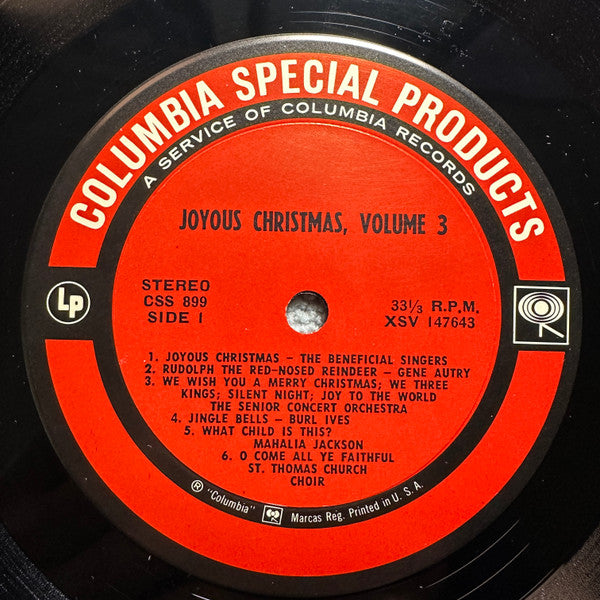 COLUMBIA SPECIAL PRODUCTS
A SERVICE OF COLUMBIA RECORDS
JOYOUS CHRISTMAS, VOLUME 3
Lp
STEREO
CSS 899
SIDE 1
33⅓ R.P.M.
XSV 147643
1. JOYOUS CHRISTMAS – THE BENEFICIAL SINGERS
2. RUDOLPH THE RED-NOSED REINDEER – GENE AUTRY
3. WE WISH YOU A MERRY CHRISTMAS; WE THREE
KINGS; SILENT NIGHT; JOY TO THE WORLD
THE SENIOR CONCERT ORCHESTRA
4. JINGLE BELLS – BURL IVES
5. WHAT CHILD IS THIS?
MAHALIA JACKSON
6. O COME ALL YE FAITHFUL
ST. THOMAS CHURCH
CHOIR
® "Columbia" Marcas Reg. Printed in U. S. A.